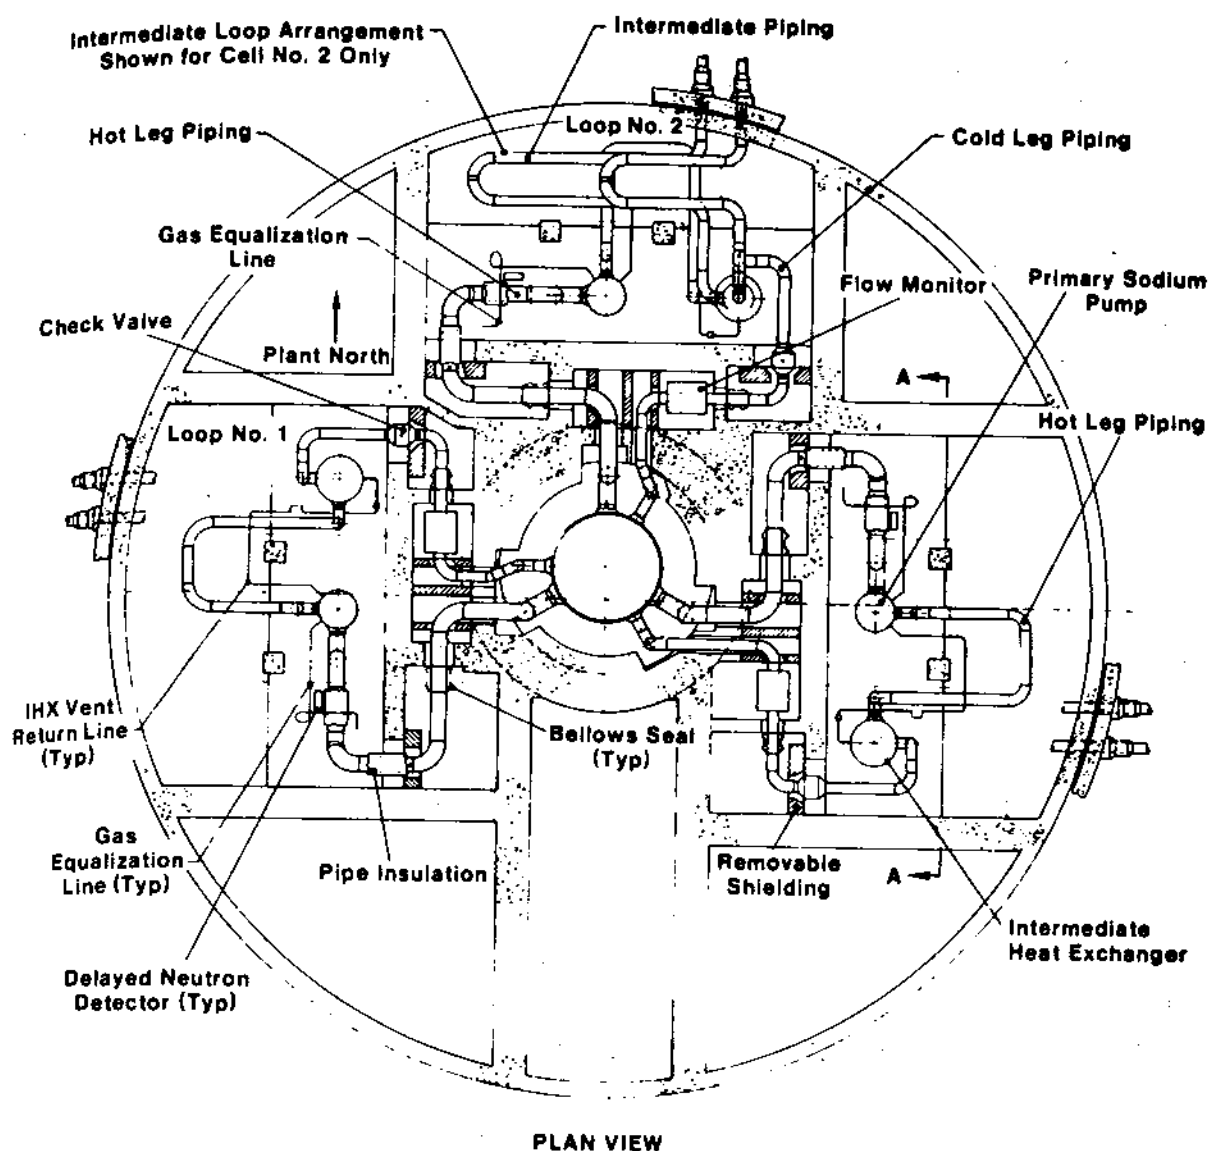 Intermediate Loop Arrangement
Shown for Cell No. 2 Only
Intermediate Piping
Hot Leg Piping
Loop No. 2
Cold Leg Piping
Gas Equalization
Line
Flow Monitor
Primary Sodium
Pump
Check Valve
Plant North
A
Loop No. 1
Hot Leg Piping
IHX Vent
Return Line
(Typ)
Bellows Seal
(Typ)
Gas
Equalization
Line (Typ)
Pipe Insulation
Removable
Shielding
A
Intermediate
Heat Exchanger
Delayed Neutron
Detector (Typ)
PLAN VIEW